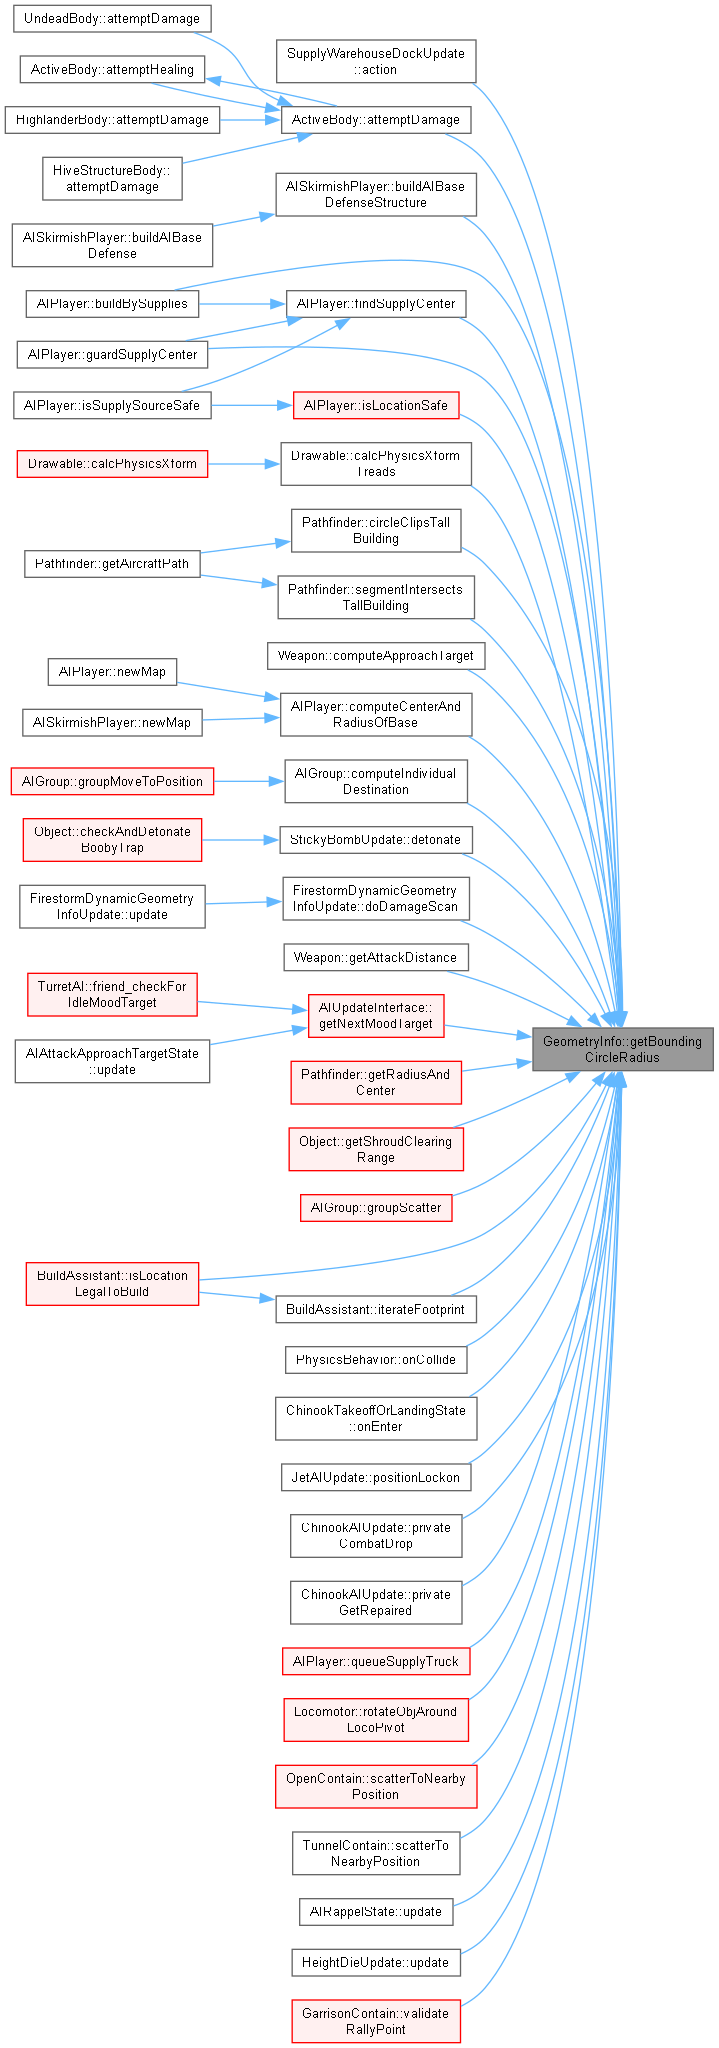 UndeadBody::attemptDamage
SupplyWarehouseDockUpdate
::action
ActiveBody::attemptHealing
HighlanderBody::attemptDamage
ActiveBody::attemptDamage
HiveStructureBody::
attemptDamage
AISkirmishPlayer::buildAIBase
DefenseStructure
AISkirmishPlayer::buildAIBase
Defense
AIPlayer::buildBySupplies
AIPlayer::findSupplyCenter
AIPlayer::guardSupplyCenter
AIPlayer::isSupplySourceSafe
AIPlayer::isLocationSafe
Drawable::calcPhysicsXform
Drawable::calcPhysicsXform
Treads
Pathfinder::circleClipsTall
Building
Pathfinder::getAircraftPath
Pathfinder::segmentIntersects
TallBuilding
Weapon::computeApproachTarget
AIPlayer::newMap
AISkirmishPlayer::newMap
AIPlayer::computeCenterAnd
RadiusOfBase
AIGroup::groupMoveToPosition
AIGroup::computeIndividual
Destination
Object::checkAndDetonate
BoobyTrap
StickyBombUpdate::detonate
FirestormDynamicGeometry
InfoUpdate::update
FirestormDynamicGeometry
InfoUpdate::doDamageScan
Weapon::getAttackDistance
TurretAI::friend_checkFor
IdleMoodTarget
AIUpdateInterface::
getNextMoodTarget
AIAttackApproachTargetState
::update
GeometryInfo::getBounding
CircleRadius
Pathfinder::getRadiusAnd
Center
Object::getShroudClearing
Range
AIGroup::groupScatter
BuildAssistant::isLocation
LegalToBuild
BuildAssistant::iterateFootprint
PhysicsBehavior::onCollide
ChinookTakeoffOrLandingState
::onEnter
JetAIUpdate::positionLockon
ChinookAIUpdate::private
CombatDrop
ChinookAIUpdate::private
GetRepaired
AIPlayer::queueSupplyTruck
Locomotor::rotateObjAround
LocoPivot
OpenContain::scatterToNearby
Position
TunnelContain::scatterTo
NearbyPosition
AIRappelState::update
HeightDieUpdate::update
GarrisonContain::validate
RallyPoint